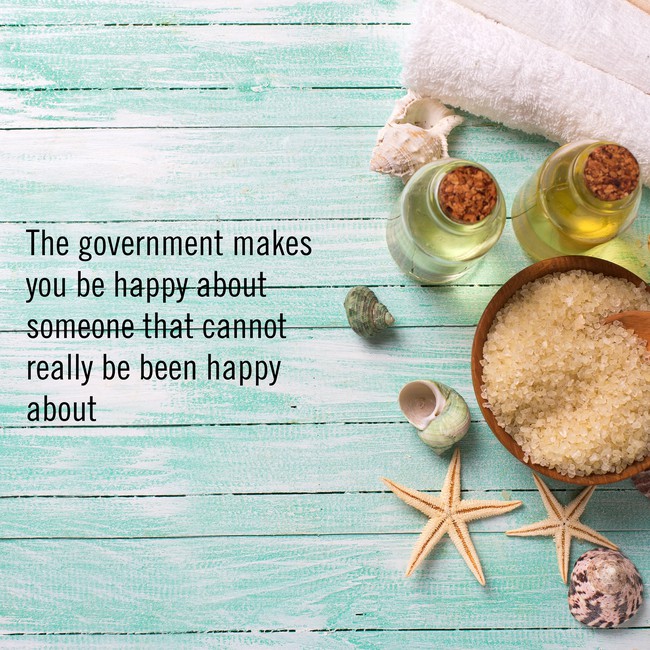 The government makes
you be happy about
someone that cannot
really be been happy
about